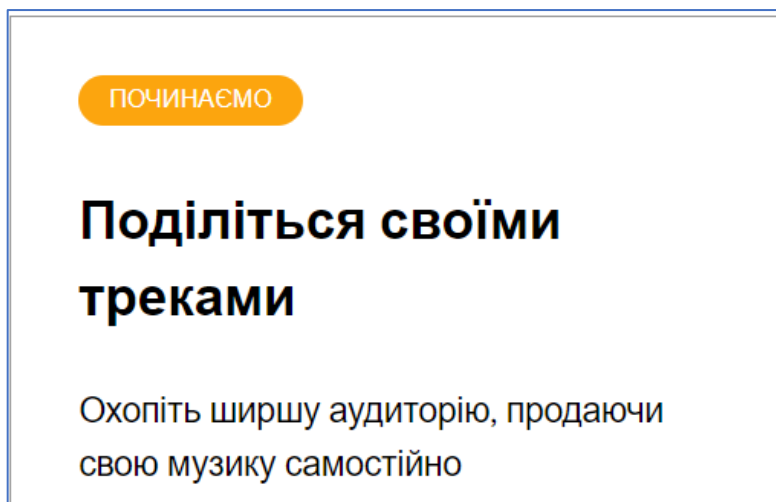 ПОЧИНАЄМО
Поділіться своїми
треками
Охопіть ширшу аудиторію, продаючи
свою музику самостійно